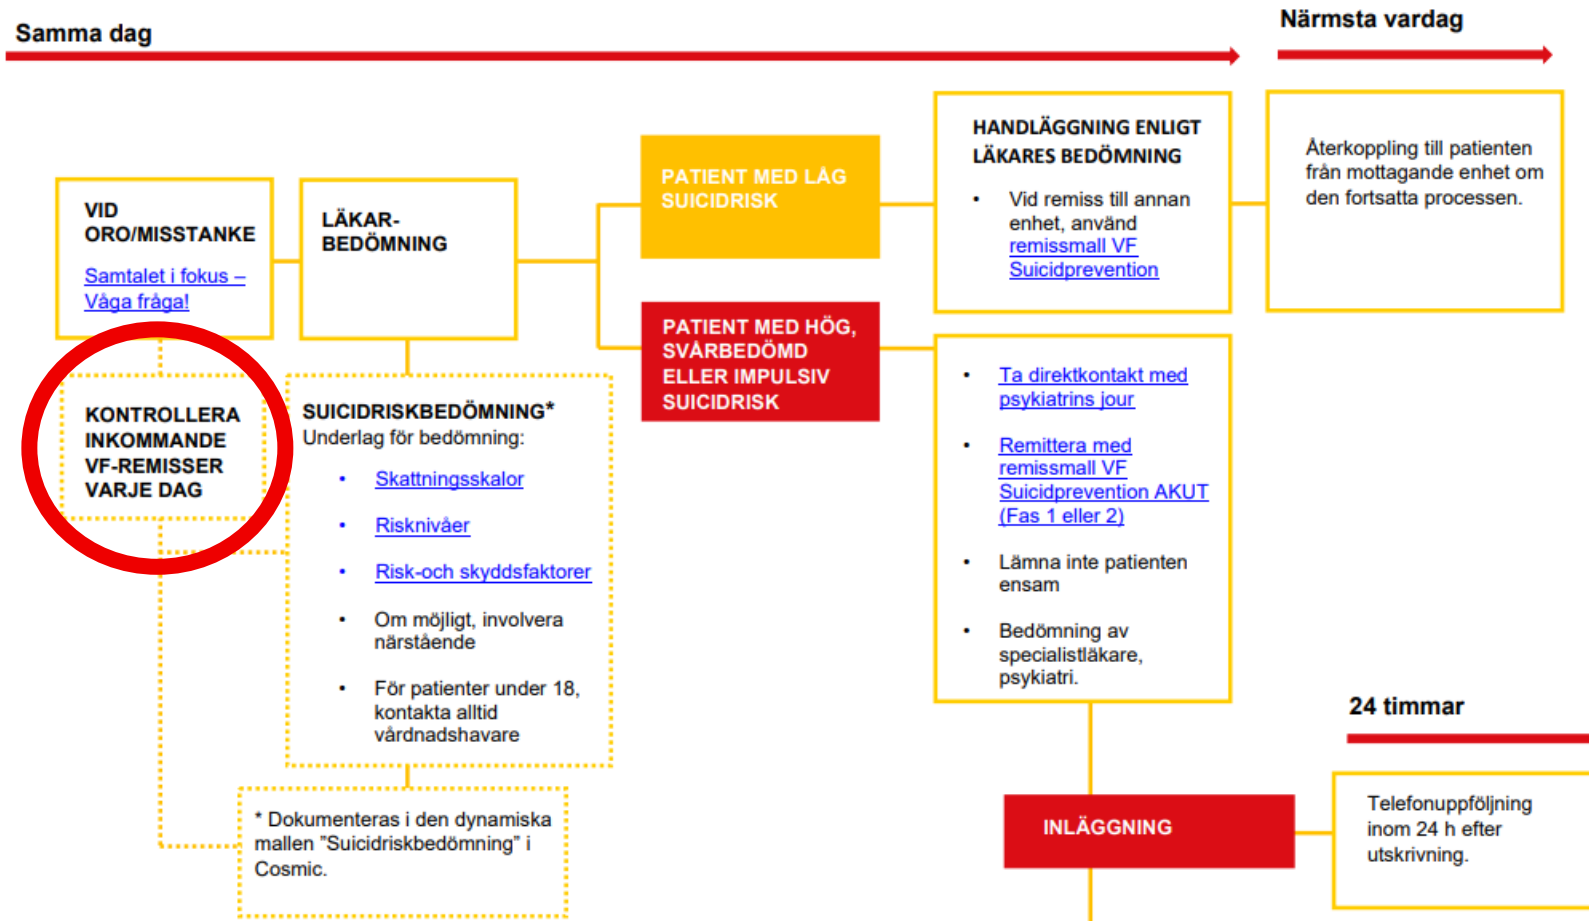 Samma dag
Närmsta vardag
VID
ORO/MISSTANKE
Samtalet i fokus –
Våga fråga!
LÄKAR-
BEDÖMNING
PATIENT MED LÅG
SUICIDRISK
HANDLÄGGNING ENLIGT
LÄKARES BEDÖMNING
• Vid remiss till annan
enhet, använd
remissmall VF
Suicidprevention
Återkoppling till patienten
från mottagande enhet om
den fortsatta processen.
PATIENT MED HÖG,
SVÅRBEDÖMD
ELLER IMPULSIV
SUICIDRISK
• Ta direktkontakt med
psykiatrins jour
• Remittera med
remissmall VF
Suicidprevention AKUT
(Fas 1 eller 2)
• Lämna inte patienten
ensam
• Bedömning av
specialistläkare,
psykiatri.
KONTROLLERA
INKOMMANDE
VF-REMISSER
VARJE DAG
SUICIDRISKBEDÖMNING*
Underlag för bedömning:
• Skattningsskalor
• Risknivåer
• Risk-och skyddsfaktorer
• Om möjligt, involvera
närstående
• För patienter under 18,
kontakta alltid
vårdnadshavare
* Dokumenteras i den dynamiska
mallen ”Suicidriskbedömning” i
Cosmic.
INLÄGGNING
24 timmar
Telefonuppföljning
inom 24 h efter
utskrivning.